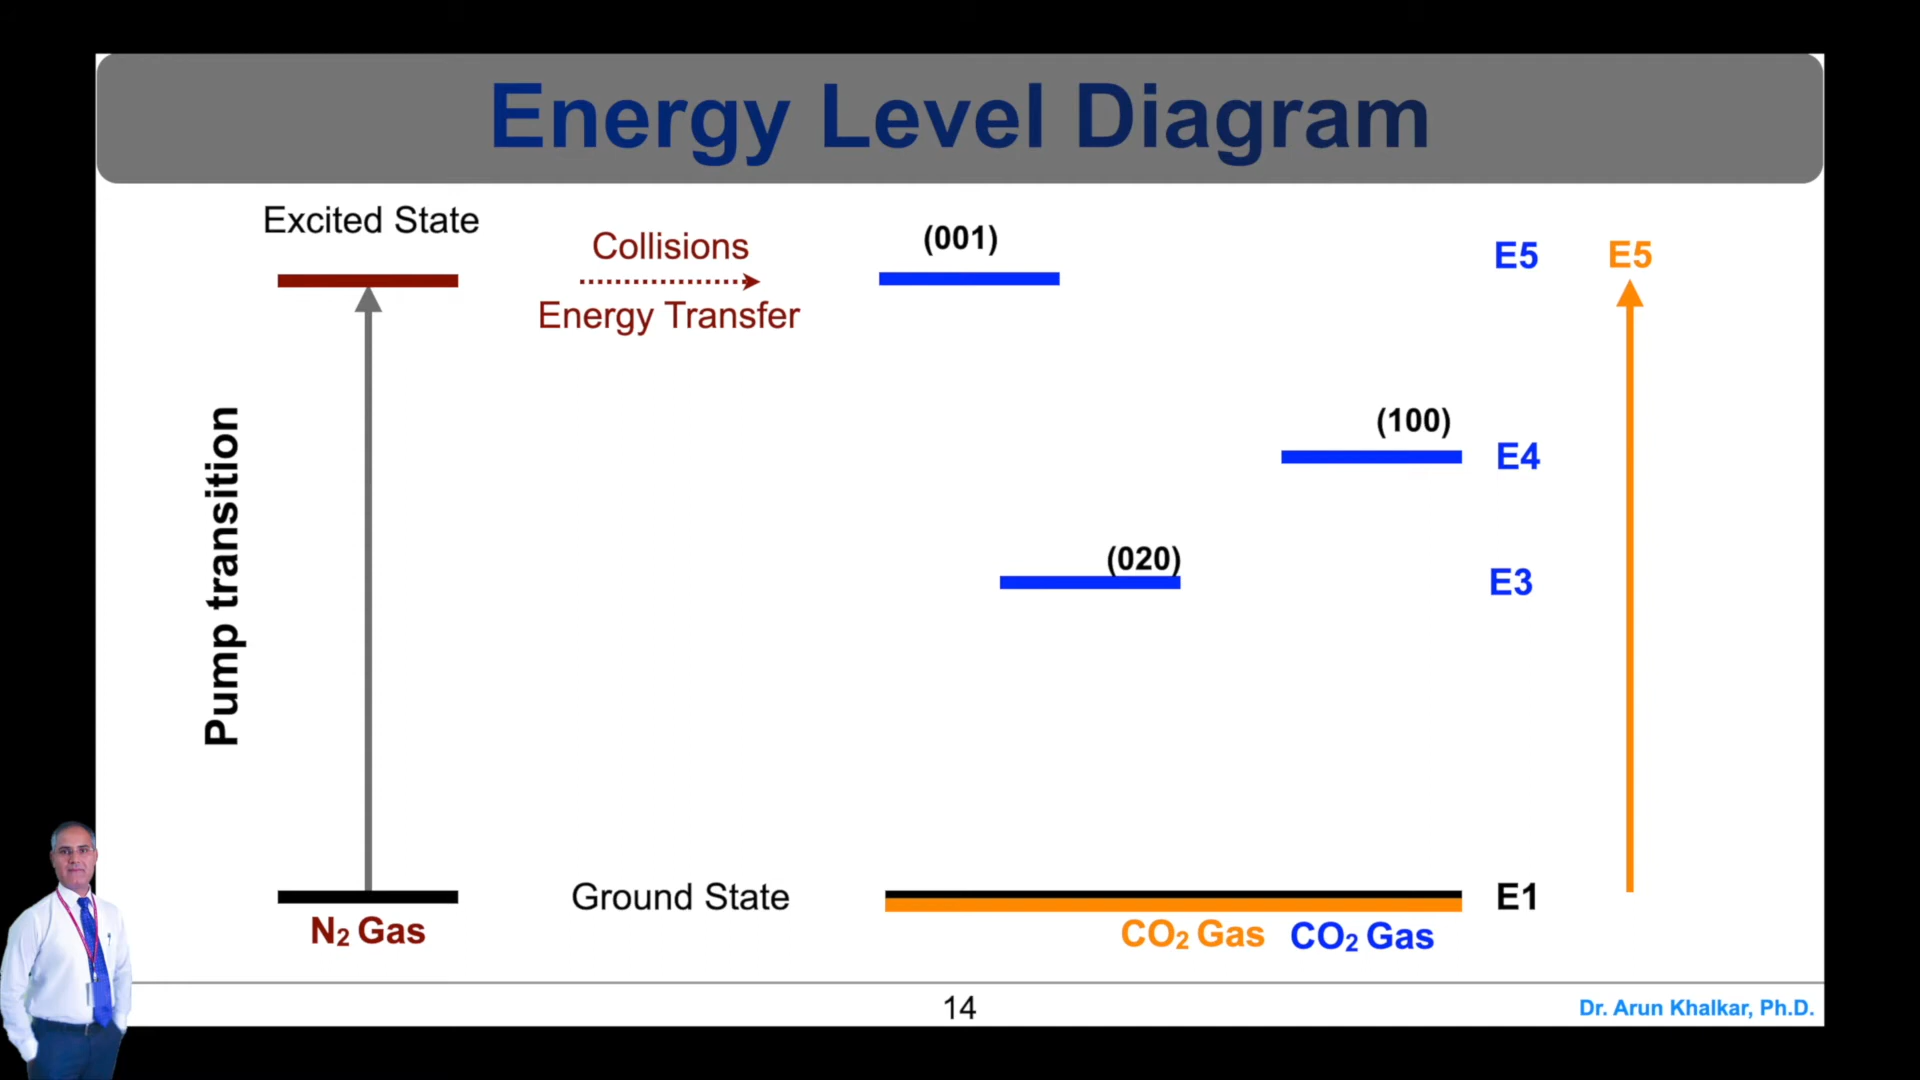 Energy Level Diagram
Excited State
Collisions
Energy Transfer
(001)
E5
E5
(100)
E4
(020)
E3
Pump transition
Ground State
E1
N₂ Gas
CO₂ Gas
CO₂ Gas
14
Dr. Arun Khalkar, Ph.D.